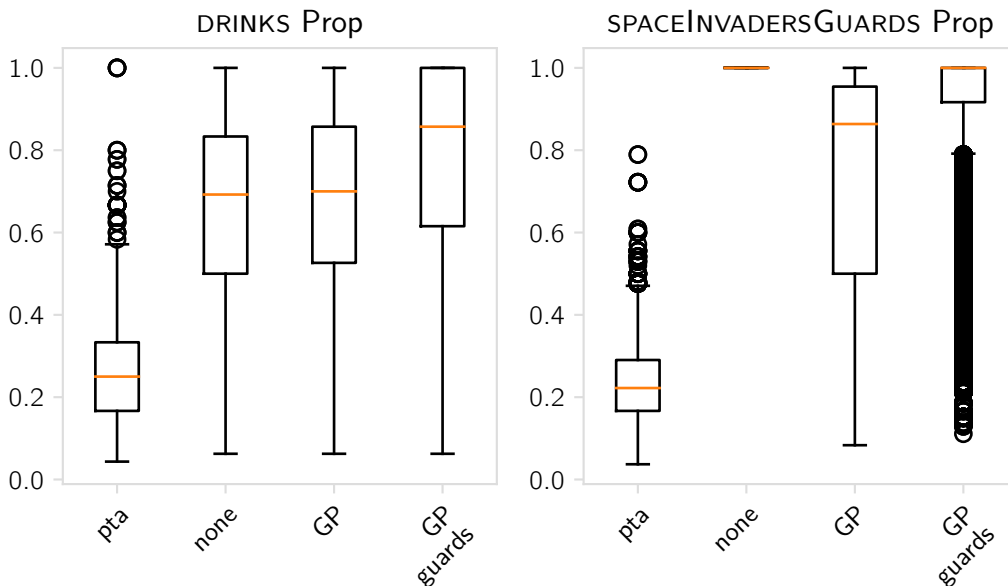 DRINKS Prop
1.0
0.8
0.6
0.4
0.2
0.0
pta
none
GP
GP
guards
SPACEINVADERSGUARDS Prop
1.0
0.8
0.6
0.4
0.2
0.0
pta
none
GP
GP
guards